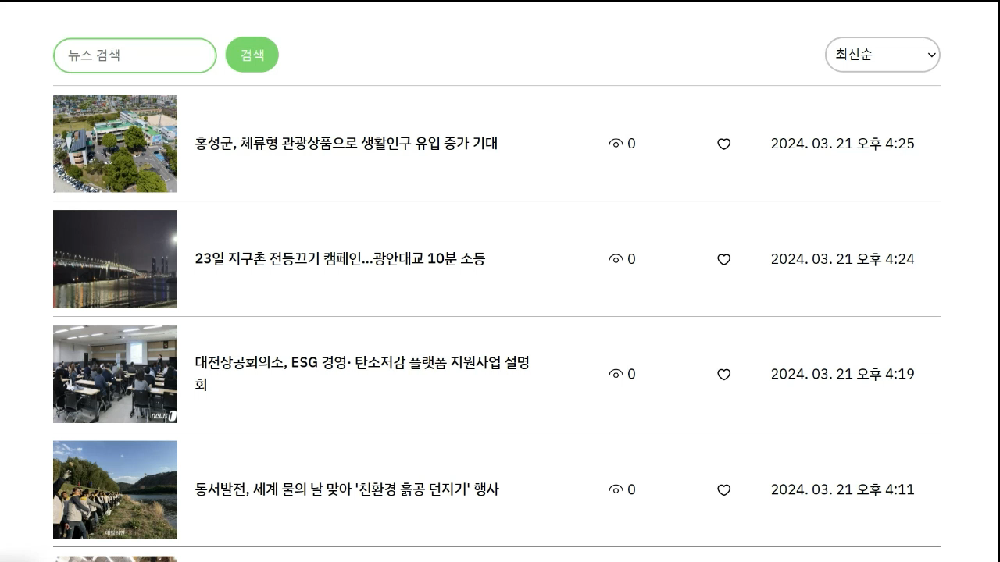 뉴스 검색 검색 최신순
홍성군, 체류형 관광상품으로 생활인구 유입 증가 기대 0 2024. 03. 21 오후 4:25
23일 지구촌 전등끄기 캠페인...광안대교 10분 소등 0 2024. 03. 21 오후 4:24
대전상공회의소, ESG 경영· 탄소저감 플랫폼 지원사업 설명
회 0 2024. 03. 21 오후 4:19
news1
동서발전, 세계 물의 날 맞아 '친환경 흙공 던지기' 행사 0 2024. 03. 21 오후 4:11
데일리안